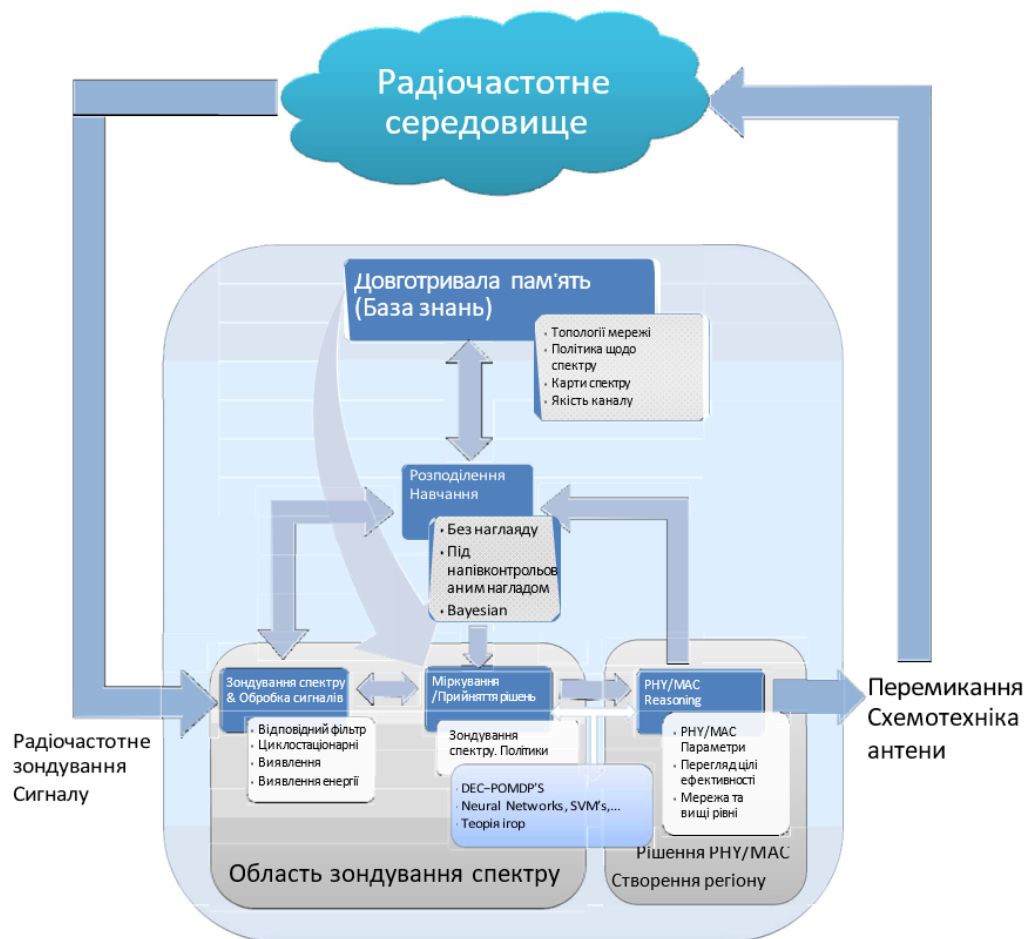 Радіочастотне
середовище
Довготривала пам'ять
(База знань)
· Топології мережі
· Політика щодо
спектру
· Карти спектру
· Якість каналу
Розподілення
Навчання
• Без наглаяду
• Під
напівконтрольов
аним нагладом
• Bayesian
Зондування спектру
& Обробка сигналів
· Відповідний фільтр
· Циклостаціонарні
· Виявлення
· Виявлення енергії
Міркування
/Прийняття рішень
Зондування
спектру. Політики
· DEC–POMDP'S
· Neural Networks, SVM's,...
· Теорія ігор
PHY/MAC
Reasoning
· PHY/MAC
Параметри
· Перегляд цілі
ефективності
· Мережа та
вищі рівні
Область зондування спектру
Рішення PHY/MAC
Створення регіону
Радіочастотне
зондування
Сигналу
Перемикання
Схемотехніка
антени